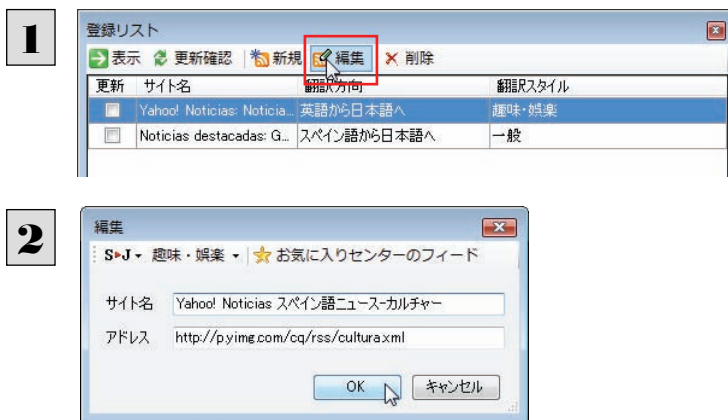 1
登録リスト
表示 更新確認 新規 編集 削除
更新 サイト名 翻訳方向 翻訳スタイル
Yahoo! Noticias: Noticia... 英語から日本語へ 趣味・娯楽
Noticias destacadas: G... スペイン語から日本語へ 一般
2
編集
S▶J 趣味・娯楽 お気に入りセンターのフィード
サイト名 Yahoo! Noticias スペイン語ニュース-カルチャー
アドレス http://p.yimg.com/cq/rss/cultura.xml
OK キャンセル